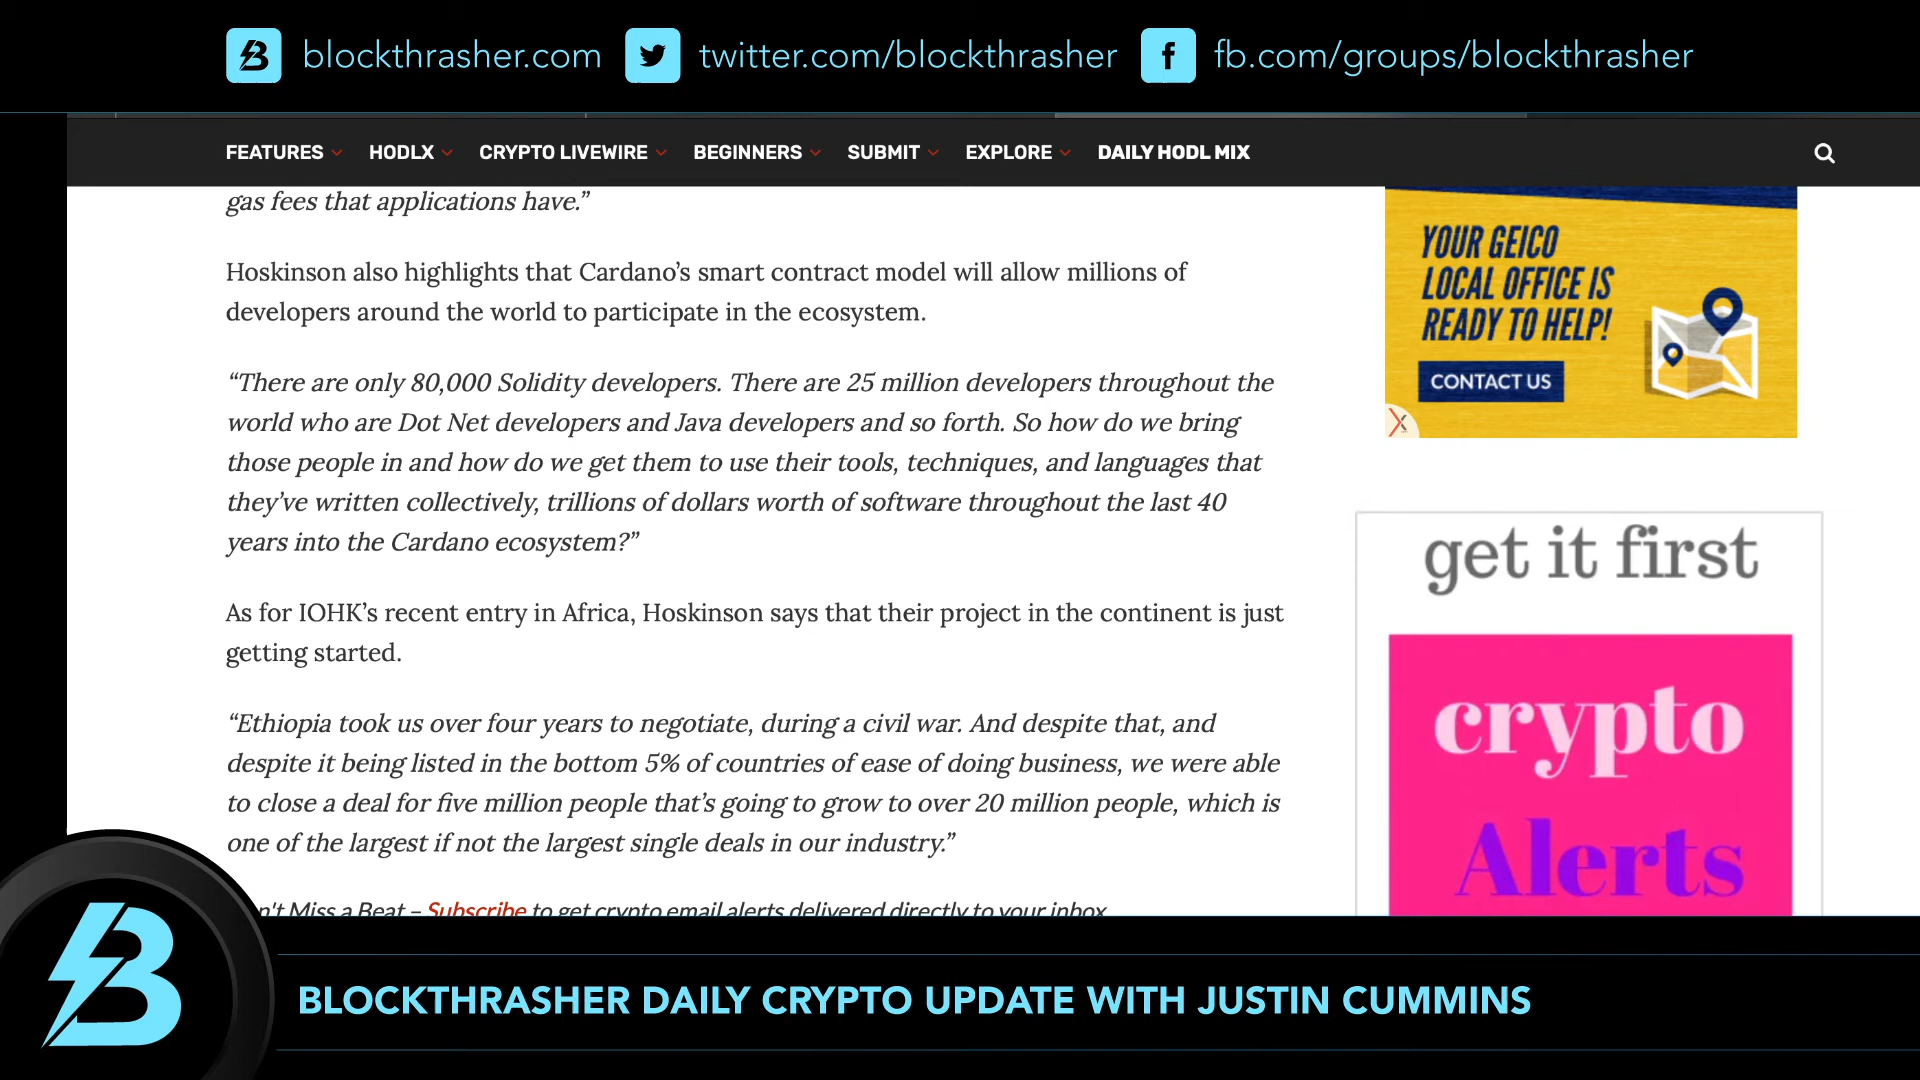 blockthrasher.com twitter.com/blockthrasher fb.com/groups/blockthrasher
FEATURES HODLX CRYPTO LIVEWIRE BEGINNERS SUBMIT EXPLORE DAILY HODL MIX
gas fees that applications have.”
Hoskinson also highlights that Cardano’s smart contract model will allow millions of
developers around the world to participate in the ecosystem.
“There are only 80,000 Solidity developers. There are 25 million developers throughout the
world who are Dot Net developers and Java developers and so forth. So how do we bring
those people in and how do we get them to use their tools, techniques, and languages that
they’ve written collectively, trillions of dollars worth of software throughout the last 40
years into the Cardano ecosystem?”
As for IOHK’s recent entry in Africa, Hoskinson says that their project in the continent is just
getting started.
“Ethiopia took us over four years to negotiate, during a civil war. And despite that, and
despite it being listed in the bottom 5% of countries of ease of doing business, we were able
to close a deal for five million people that’s going to grow to over 20 million people, which is
one of the largest if not the largest single deals in our industry.”
n't Miss a Beat – Subscribe to get crypto email alerts delivered directly to your inbox
YOUR GEICO
LOCAL OFFICE IS
READY TO HELP!
CONTACT US
get it first
crypto
Alerts
B
BLOCKTHRASHER DAILY CRYPTO UPDATE WITH JUSTIN CUMMINS